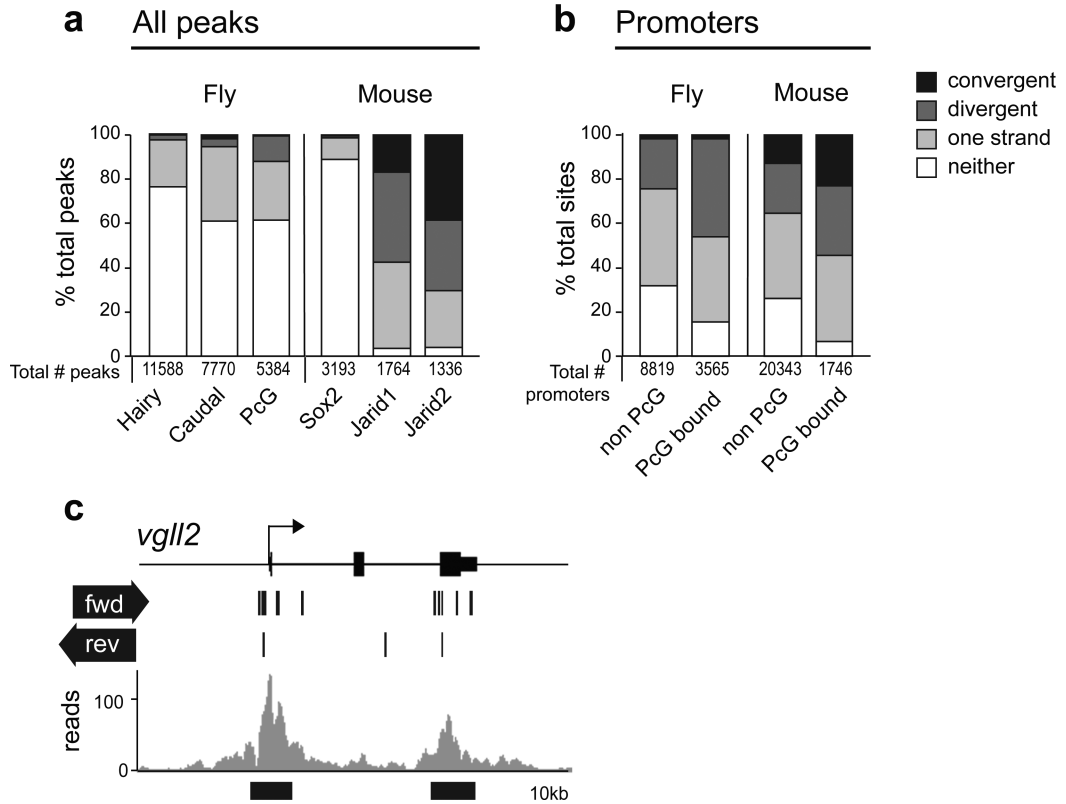 a All peaks
Fly Mouse
% total peaks
100
80
60
40
20
0
Total # peaks 11588 7770 5384 3193 1764 1336
Hairy Caudal PcG Sox2 Jarid1 Jarid2
b Promoters
Fly Mouse
% total sites
100
80
60
40
20
0
Total # promoters 8819 3565 20343 1746
non PcG PcG bound non PcG PcG bound
convergent
divergent
one strand
neither
c
vgll2
fwd
rev
reads
100
0
10kb